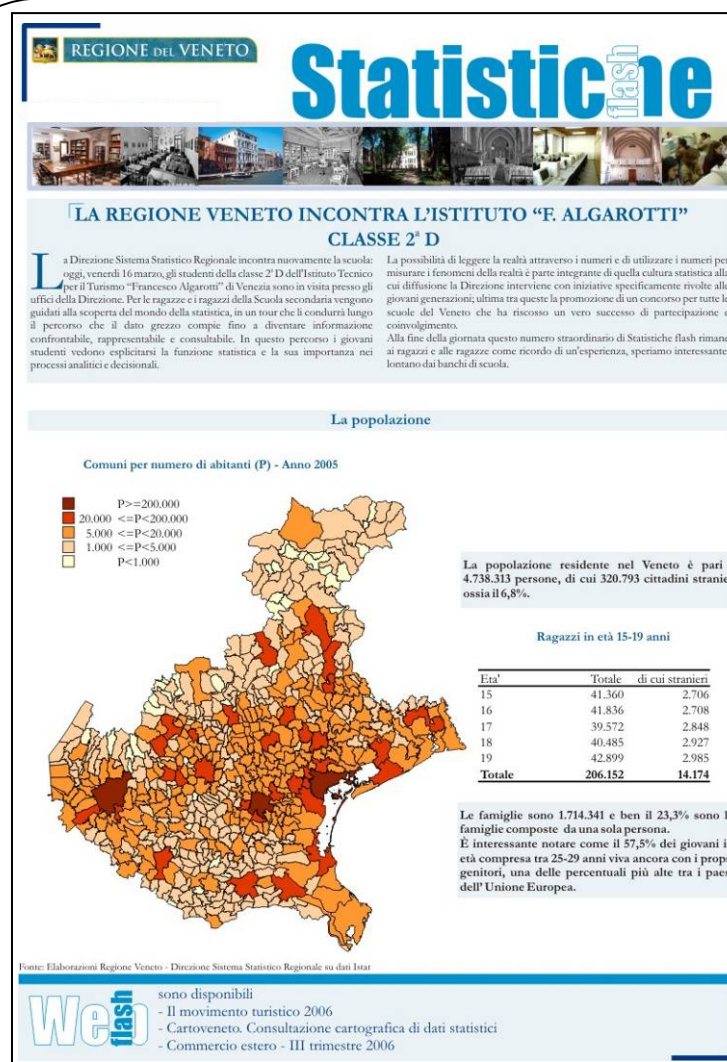 REGIONE DEL VENETO
Statistiche
flash
LA REGIONE VENETO INCONTRA L'ISTITUTO “F. ALGAROTTI”
CLASSE 2ª D
La Direzione Sistema Statistico Regionale incontra nuovamente la scuola:
oggi, venerdì 16 marzo, gli studenti della classe 2ª D dell'Istituto Tecnico
per il Turismo “Francesco Algarotti” di Venezia sono in visita presso gli
uffici della Direzione. Per le ragazze e i ragazzi della Scuola secondaria vengono
guidati alla scoperta del mondo della statistica, in un tour che li condurrà lungo
il percorso che il dato grezzo compie fino a diventare informazione
confrontabile, rappresentabile e consultabile. In questo percorso i giovani
studenti vedono esplicitarsi la funzione statistica e la sua importanza nei
processi analitici e decisionali.
La possibilità di leggere la realtà attraverso i numeri e di utilizzare i numeri per
misurare i fenomeni della realtà è parte integrante di quella cultura statistica alla
cui diffusione la Direzione interviene con iniziative specificamente rivolte alle
giovani generazioni; ultima tra queste la promozione di un concorso per tutte le
scuole del Veneto che ha riscosso un vero successo di partecipazione e
coinvolgimento.
Alla fine della giornata questo numero straordinario di Statistiche flash rimane
ai ragazzi e alle ragazze come ricordo di un'esperienza, speriamo interessante,
lontano dai banchi di scuola.
La popolazione
Comuni per numero di abitanti (P) - Anno 2005
P>=200.000
20.000 <=P<200.000
5.000 <=P<20.000
1.000 <=P<5.000
P<1.000
La popolazione residente nel Veneto è pari
4.738.313 persone, di cui 320.793 cittadini stranie
ossia il 6,8%.
Ragazzi in età 15-19 anni
Eta' Totale di cui stranieri
15 41.360 2.706
16 41.836 2.708
17 39.572 2.848
18 40.485 2.927
19 42.899 2.985
Totale 206.152 14.174
Le famiglie sono 1.714.341 e ben il 23,3% sono l
famiglie composte da una sola persona.
È interessante notare come il 57,5% dei giovani i
età compresa tra 25-29 anni viva ancora con i propr
genitori, una delle percentuali più alte tra i paes
dell' Unione Europea.
Fonte: Elaborazioni Regione Veneto - Direzione Sistema Statistico Regionale su dati Istat
Web
flash
sono disponibili
- Il movimento turistico 2006
- Cartoveneto. Consultazione cartografica di dati statistici
- Commercio estero - III trimestre 2006